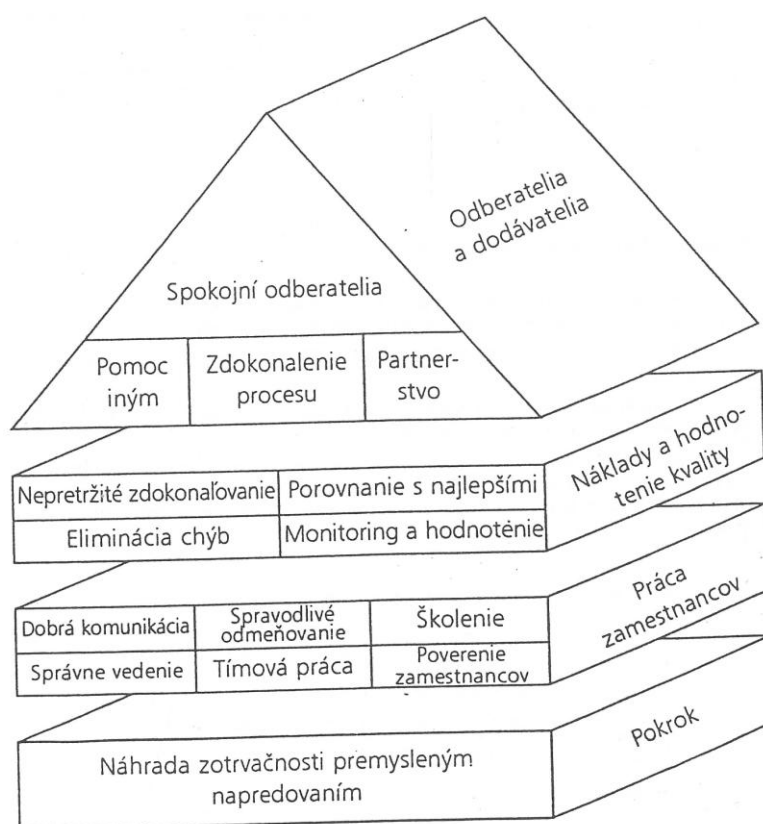 Odberatelia
a dodávatelia
Spokojní odberatelia
Pomoc
iným
Zdokonalenie
procesu
Partner-
stvo
Náklady a hodno-
tenie kvality
Nepretržité zdokonaľovanie
Porovnanie s najlepšími
Eliminácia chýb
Monitoring a hodnoténie
Práca
zamestnancov
Dobrá komunikácia
Spravodlivé
odmeňovanie
Školenie
Správne vedenie
Tímová práca
Poverenie
zamestnancov
Pokrok
Náhrada zotrvačnosti premysleným
napredovaním